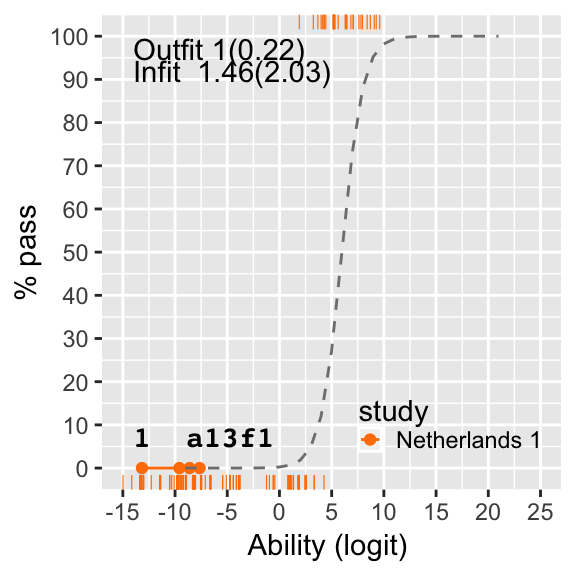 Outfit 1(0.22)
Infit 1.46(2.03)
100
90
80
70
60
50
40
30
20
10
0
% pass
1 a13f1
study
Netherlands 1
-15 -10 -5 0 5 10 15 20 25
Ability (logit)